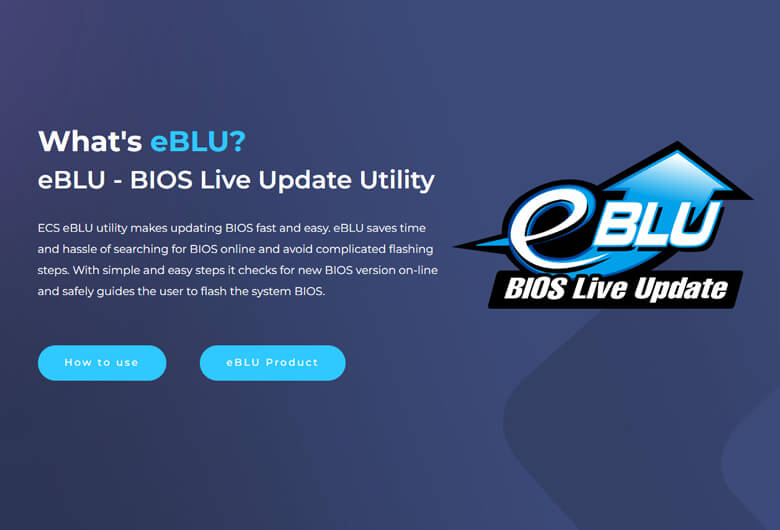 What's eBLU?
eBLU - BIOS Live Update Utility
ECS eBLU utility makes updating BIOS fast and easy. eBLU saves time
and hassle of searching for BIOS online and avoid complicated flashing
steps. With simple and easy steps it checks for new BIOS version on-line
and safely guides the user to flash the system BIOS.
How to use
eBLU Product
eBLU
BIOS Live Update